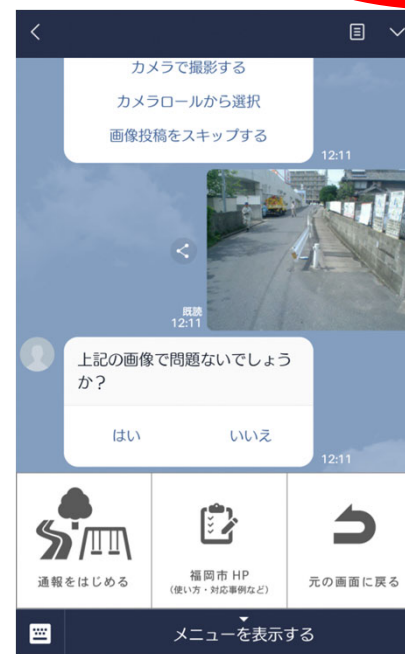 カメラで撮影する
カメラロールから選択
画像投稿をスキップする
12:11
既読
12:11
上記の画像で問題ないでしょう
か？
はい
いいえ
12:11
通報をはじめる
福岡市 HP
（使い方・対応事例など）
元の画面に戻る
メニューを表示する